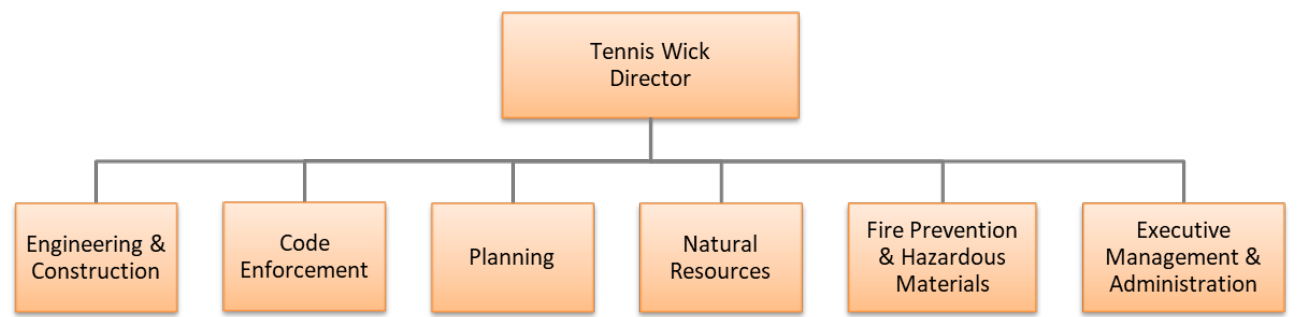 Tennis Wick
Director
Engineering &
Construction
Code
Enforcement
Planning
Natural
Resources
Fire Prevention
& Hazardous
Materials
Executive
Management &
Administration